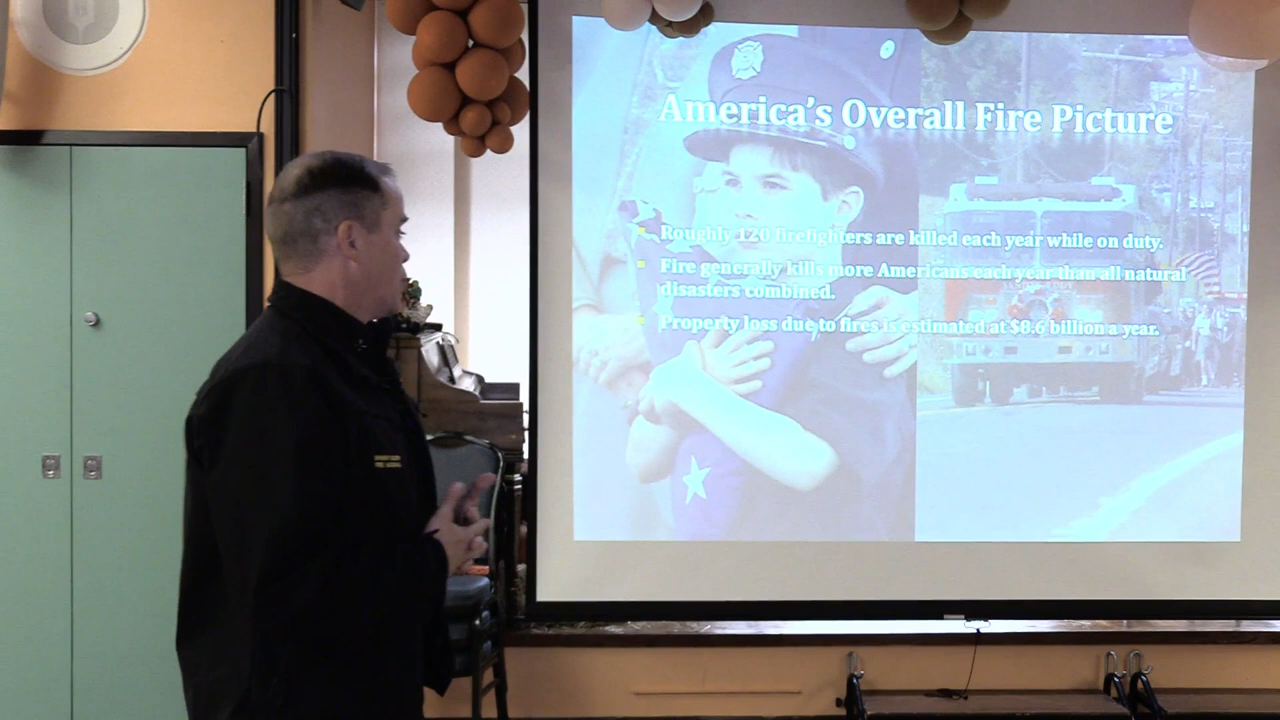 America's Overall Fire Picture
Roughly 120 firefighters are killed each year while on duty.
Fire generally kills more Americans each year than all natural
disasters combined.
Property loss due to fires is estimated at $8.6 billion a year.